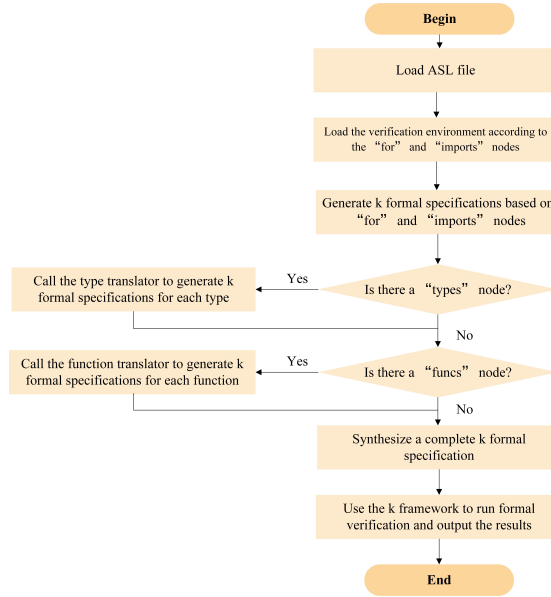 Begin
Load ASL file
Load the verification environment according to
the “for” and “imports” nodes
Generate k formal specifications based on
“for” and “imports” nodes
Call the type translator to generate k
formal specifications for each type
Yes
Is there a “types” node?
No
Call the function translator to generate k
formal specifications for each function
Yes
Is there a “funcs” node?
No
Synthesize a complete k formal
specification
Use the k framework to run formal
verification and output the results
End